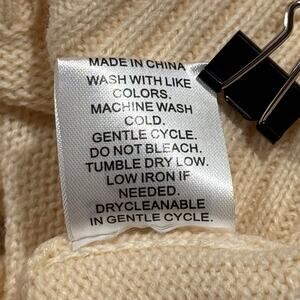 MADE IN CHINA
WASH WITH LIKE
COLORS.
MACHINE WASH
COLD.
GENTLE CYCLE.
DO NOT BLEACH.
TUMBLE DRY LOW.
LOW IRON IF
NEEDED.
DRYCLEANABLE
IN GENTLE CYCLE.